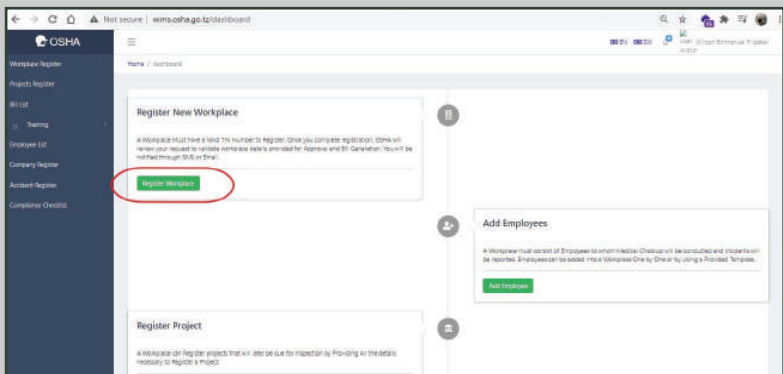 Not secure | wims.osha.go.tz/dashboard
OSHA
EN SW
Workplace Register
Home / dashboard
Projects Register
Bill List
Training
Employee List
Company Register
Accident Register
Compliance Checklist
Register New Workplace
A Workplace Must have a Valid TIN Number to Register. Once you complete registration, OSHA will
review your request to validate workplace details provided for Approval and Bill Generation. You will be
notified through SMS or Email.
Register Workplace
Add Employees
A Workplace must consist of Employees to whom Medical Checkup will be conducted and incidents will
be reported. Employees can be added into a Workplace One by One or by using a Provided Template.
Add Employee
Register Project
A Workplace can Register projects that will later be due for inspection by Providing All the details
necessary to Register a Project